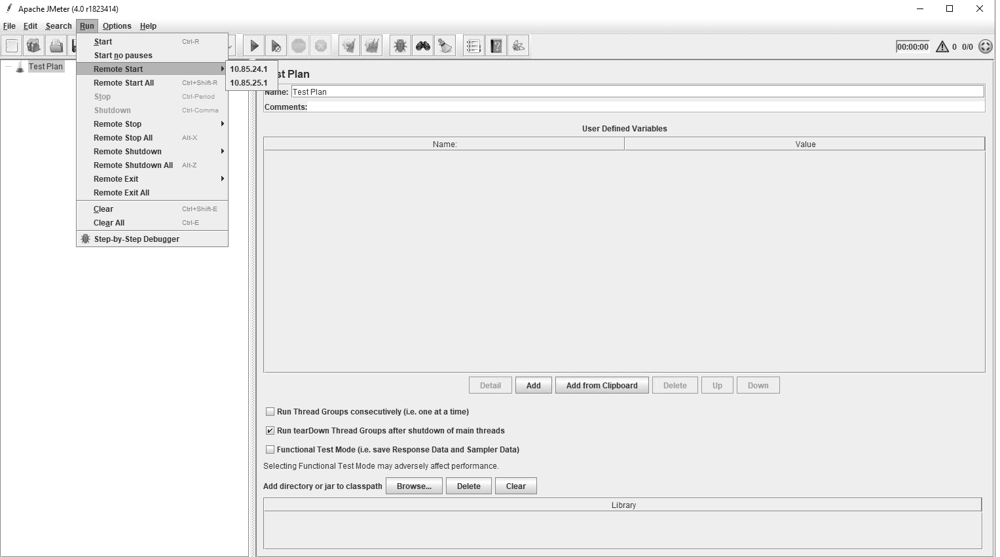 Apache JMeter (4.0 r1823414)
File Edit Search Run Options Help
00:00:00 0 0/0
Test Plan
Start Ctrl-R
Start no pauses
Remote Start
Remote Start All Ctrl+Shift-R
Stop Ctrl-Period
Shutdown Ctrl-Comma
Remote Stop
Remote Stop All Alt-X
Remote Shutdown
Remote Shutdown All Alt-Z
Remote Exit
Remote Exit All
Clear Ctrl+Shift-E
Clear All Ctrl-E
Step-by-Step Debugger
10.85.24.1
10.85.25.1
st Plan
Name: Test Plan
Comments:
User Defined Variables
Name: Value
Detail Add Add from Clipboard Delete Up Down
Run Thread Groups consecutively (i.e. one at a time)
Run tearDown Thread Groups after shutdown of main threads
Functional Test Mode (i.e. save Response Data and Sampler Data)
Selecting Functional Test Mode may adversely affect performance.
Add directory or jar to classpath Browse... Delete Clear
Library